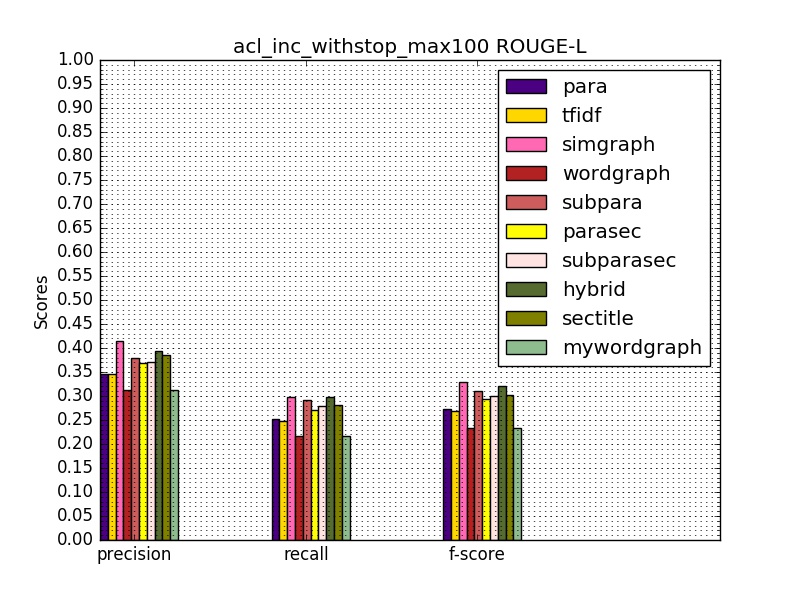 acl_inc_withstop_max100 ROUGE-L
1.00
0.95
0.90
0.85
0.80
0.75
0.70
0.65
0.60
0.55
0.50
0.45
0.40
0.35
0.30
0.25
0.20
0.15
0.10
0.05
0.00
Scores
para
tfidf
simgraph
wordgraph
subpara
parasec
subparasec
hybrid
sectitle
mywordgraph
precision recall f-score